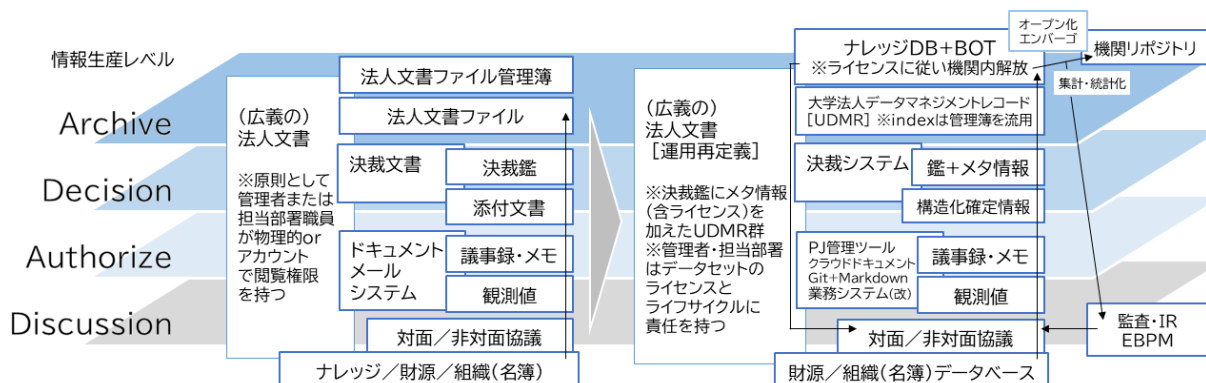 情報生産レベル
Archive
Decision
Authorize
Discussion
(広義の)
法人文書
※原則として
管理者または
担当部署職員
が物理的or
アカウント
で閲覧権限
を持つ
法人文書ファイル管理簿
法人文書ファイル
決裁文書
決裁鑑
添付文書
ドキュメント
メール
システム
議事録・メモ
観測値
対面／非対面協議
ナレッジ／財源／組織(名簿)
(広義の)
法人文書
[運用再定義]
※決裁鑑にメタ情報
(含ライセンス)を
加えたUDMR群
※管理者・担当部署
はデータセットの
ライセンスと
ライフサイクルに
責任を持つ
オープン化
エンバーゴ
ナレッジDB+BOT
※ライセンスに従い機関内解放
機関リポジトリ
集計・統計化
大学法人データマネジメントレコード
[UDMR] ※indexは管理簿を流用
決裁システム
鑑+メタ情報
構造化確定情報
PJ管理ツール
クラウドドキュメント
Git+Markdown
業務システム(改)
議事録・メモ
観測値
対面／非対面協議
財源／組織(名簿)データベース
監査・IR
EBPM